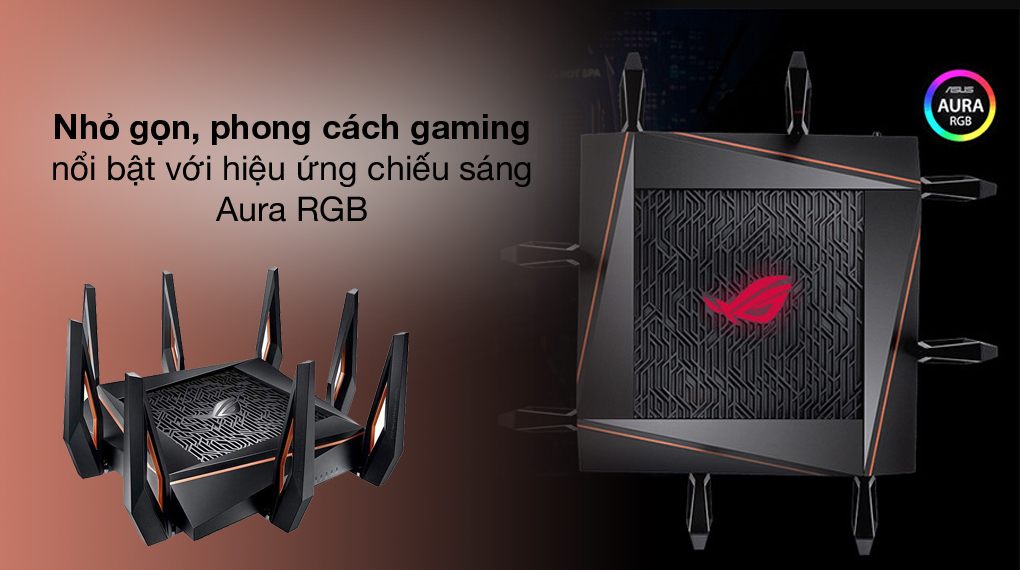 Nhỏ gọn, phong cách gaming
nổi bật với hiệu ứng chiếu sáng
Aura RGB
ASUS
AURA
RGB